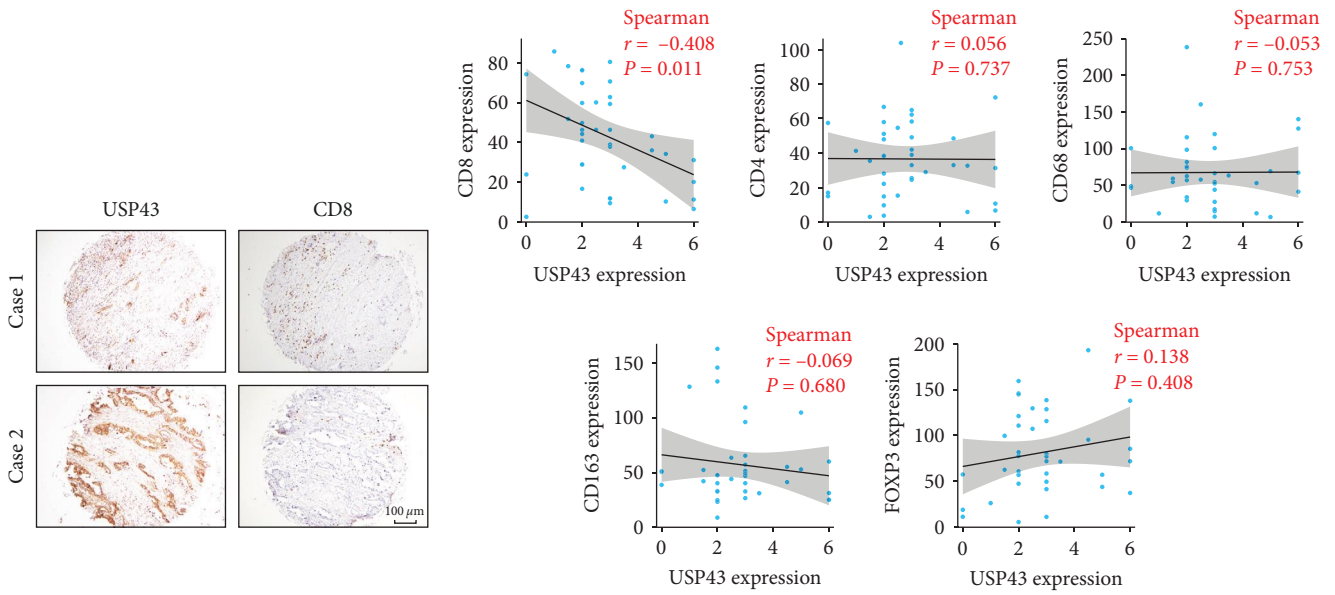 USP43
CD8
Case 1
Case 2
100 µm
Spearman
r = –0.408
P = 0.011
CD8 expression
80
60
40
20
0
0 2 4 6
USP43 expression
Spearman
r = 0.056
P = 0.737
CD4 expression
100
80
60
40
20
0
0 2 4 6
USP43 expression
Spearman
r = –0.053
P = 0.753
CD68 expression
250
200
150
100
50
0
0 2 4 6
USP43 expression
Spearman
r = –0.069
P = 0.680
CD163 expression
150
100
50
0
0 2 4 6
USP43 expression
Spearman
r = 0.138
P = 0.408
FOXP3 expression
200
150
100
50
0
0 2 4 6
USP43 expression